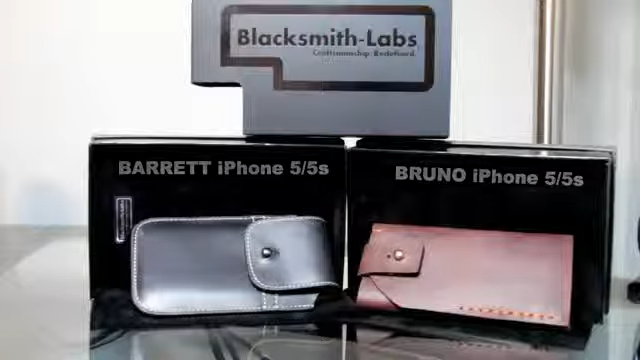 Blacksmith-Labs
Craftsmanship. Redefined.
BARRETT iPhone 5/5s
BRUNO iPhone 5/5s